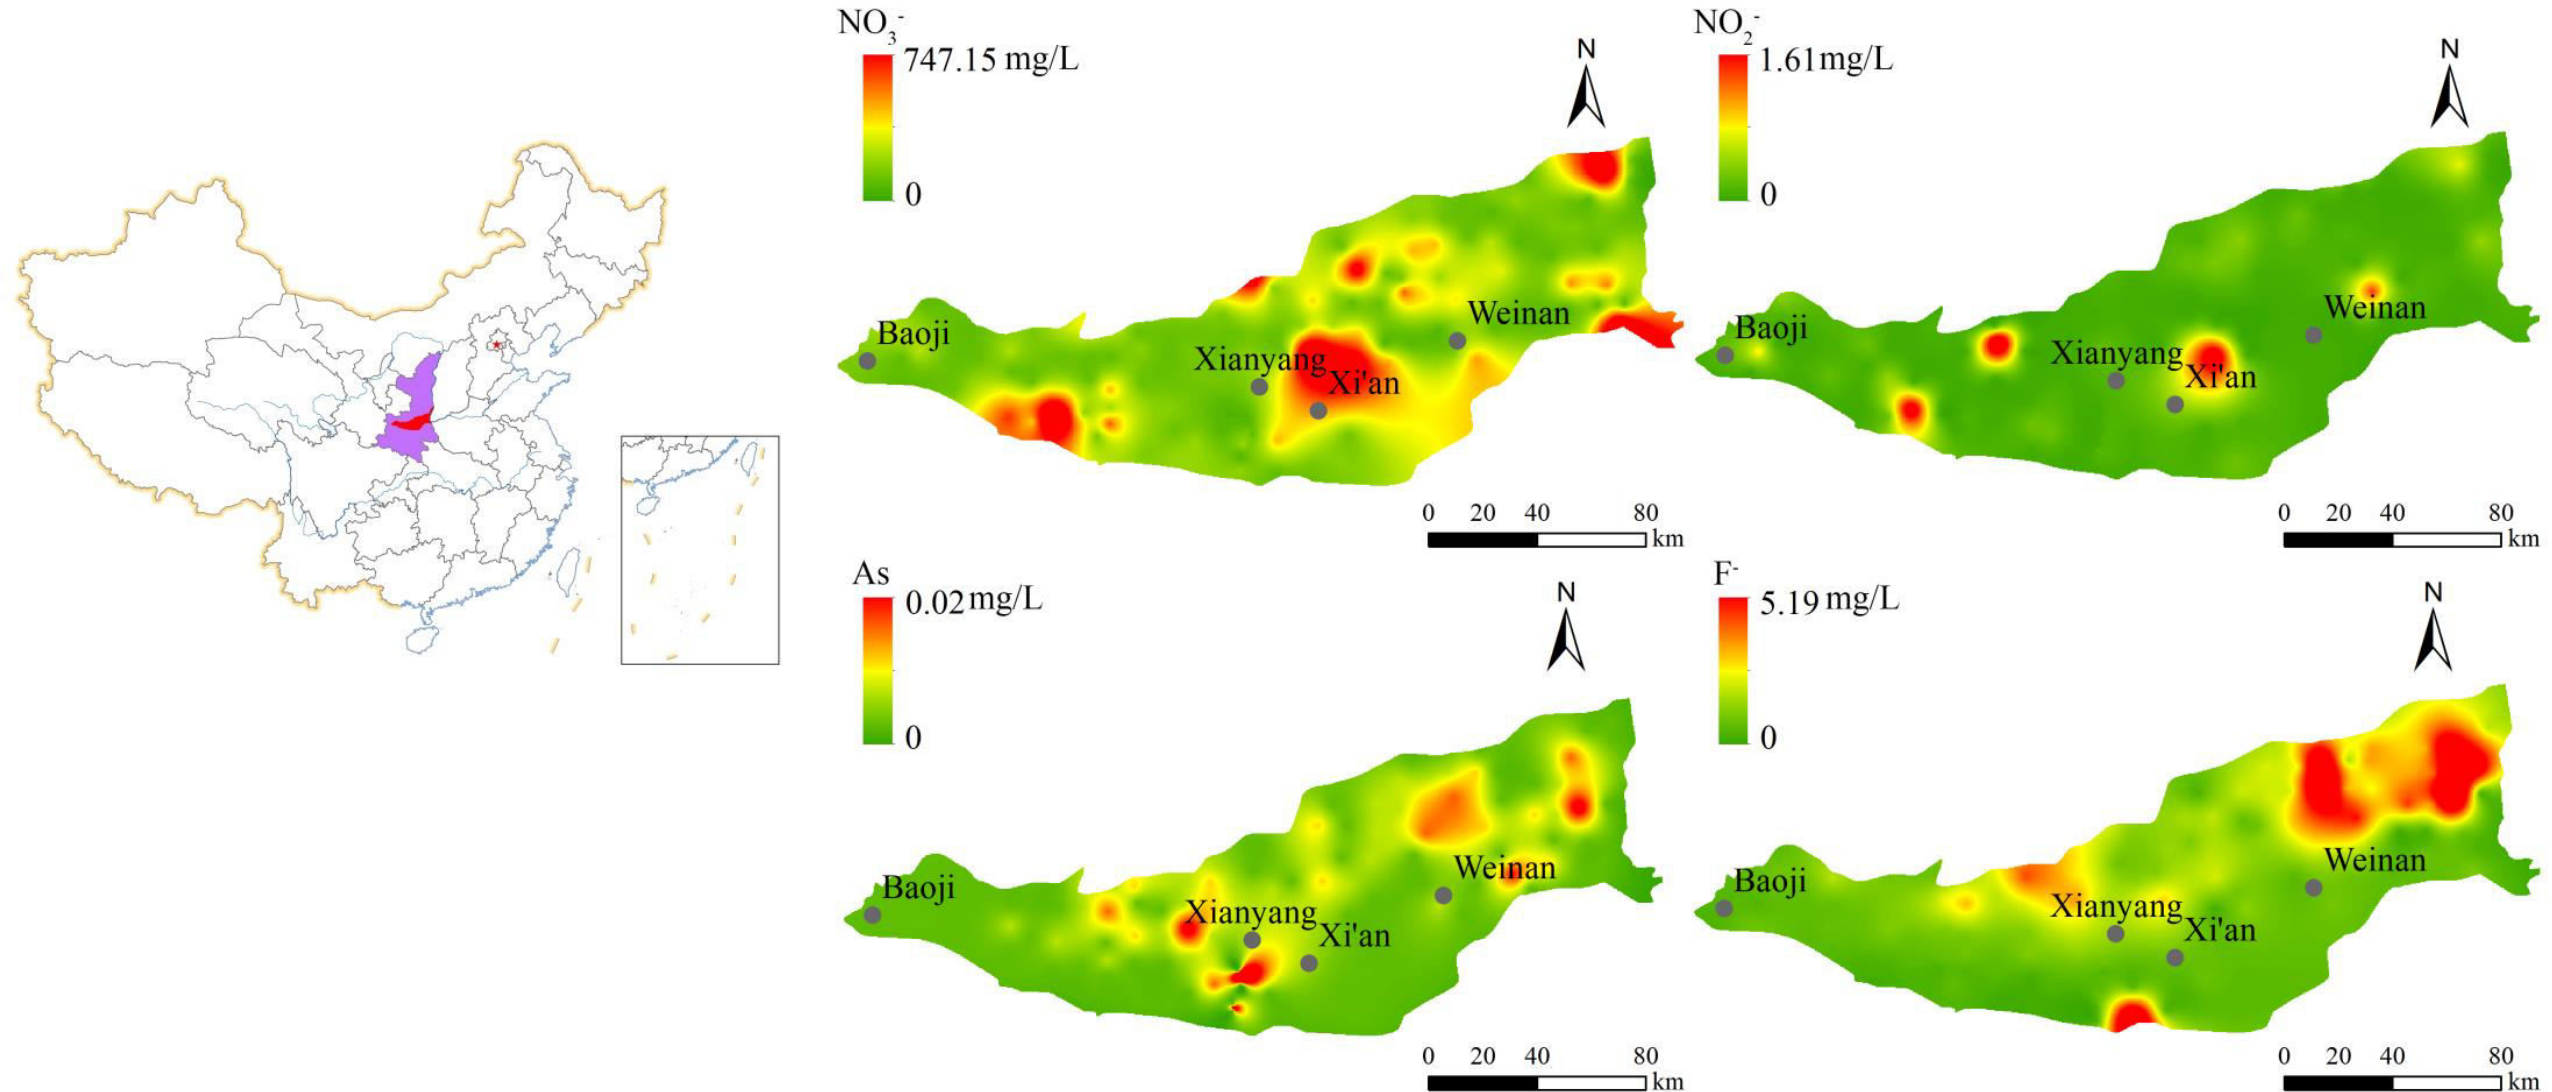 NO₃⁻
747.15 mg/L
0
N
Baoji
Xianyang
Xi'an
Weinan
0 20 40 80
km
NO₂⁻
1.61mg/L
0
N
Baoji
Xianyang
Xi'an
Weinan
0 20 40 80
km
As
0.02mg/L
0
N
Baoji
Xianyang
Xi'an
Weinan
0 20 40 80
km
F⁻
5.19 mg/L
0
N
Baoji
Xianyang
Xi'an
Weinan
0 20 40 80
km